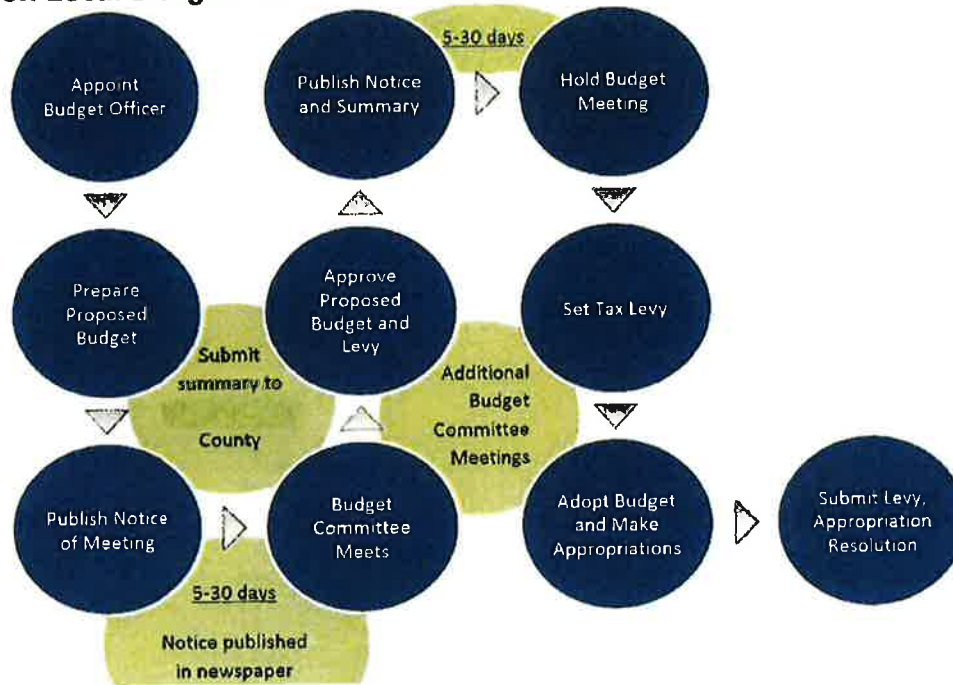 Local
5-30 days
Appoint
Budget Officer
Publish Notice
and Summary
Hold Budget
Meeting
Prepare
Proposed
Budget
Approve
Proposed
Budget and
Levy
Set Tax Levy
Submit
summary to
County
Additional
Budget
Committee
Meetings
Publish Notice
of Meeting
Budget
Committee
Meets
Adopt Budget
and Make
Appropriations
Submit Levy,
Appropriation
Resolution
5-30 days
Notice published
in newspaper